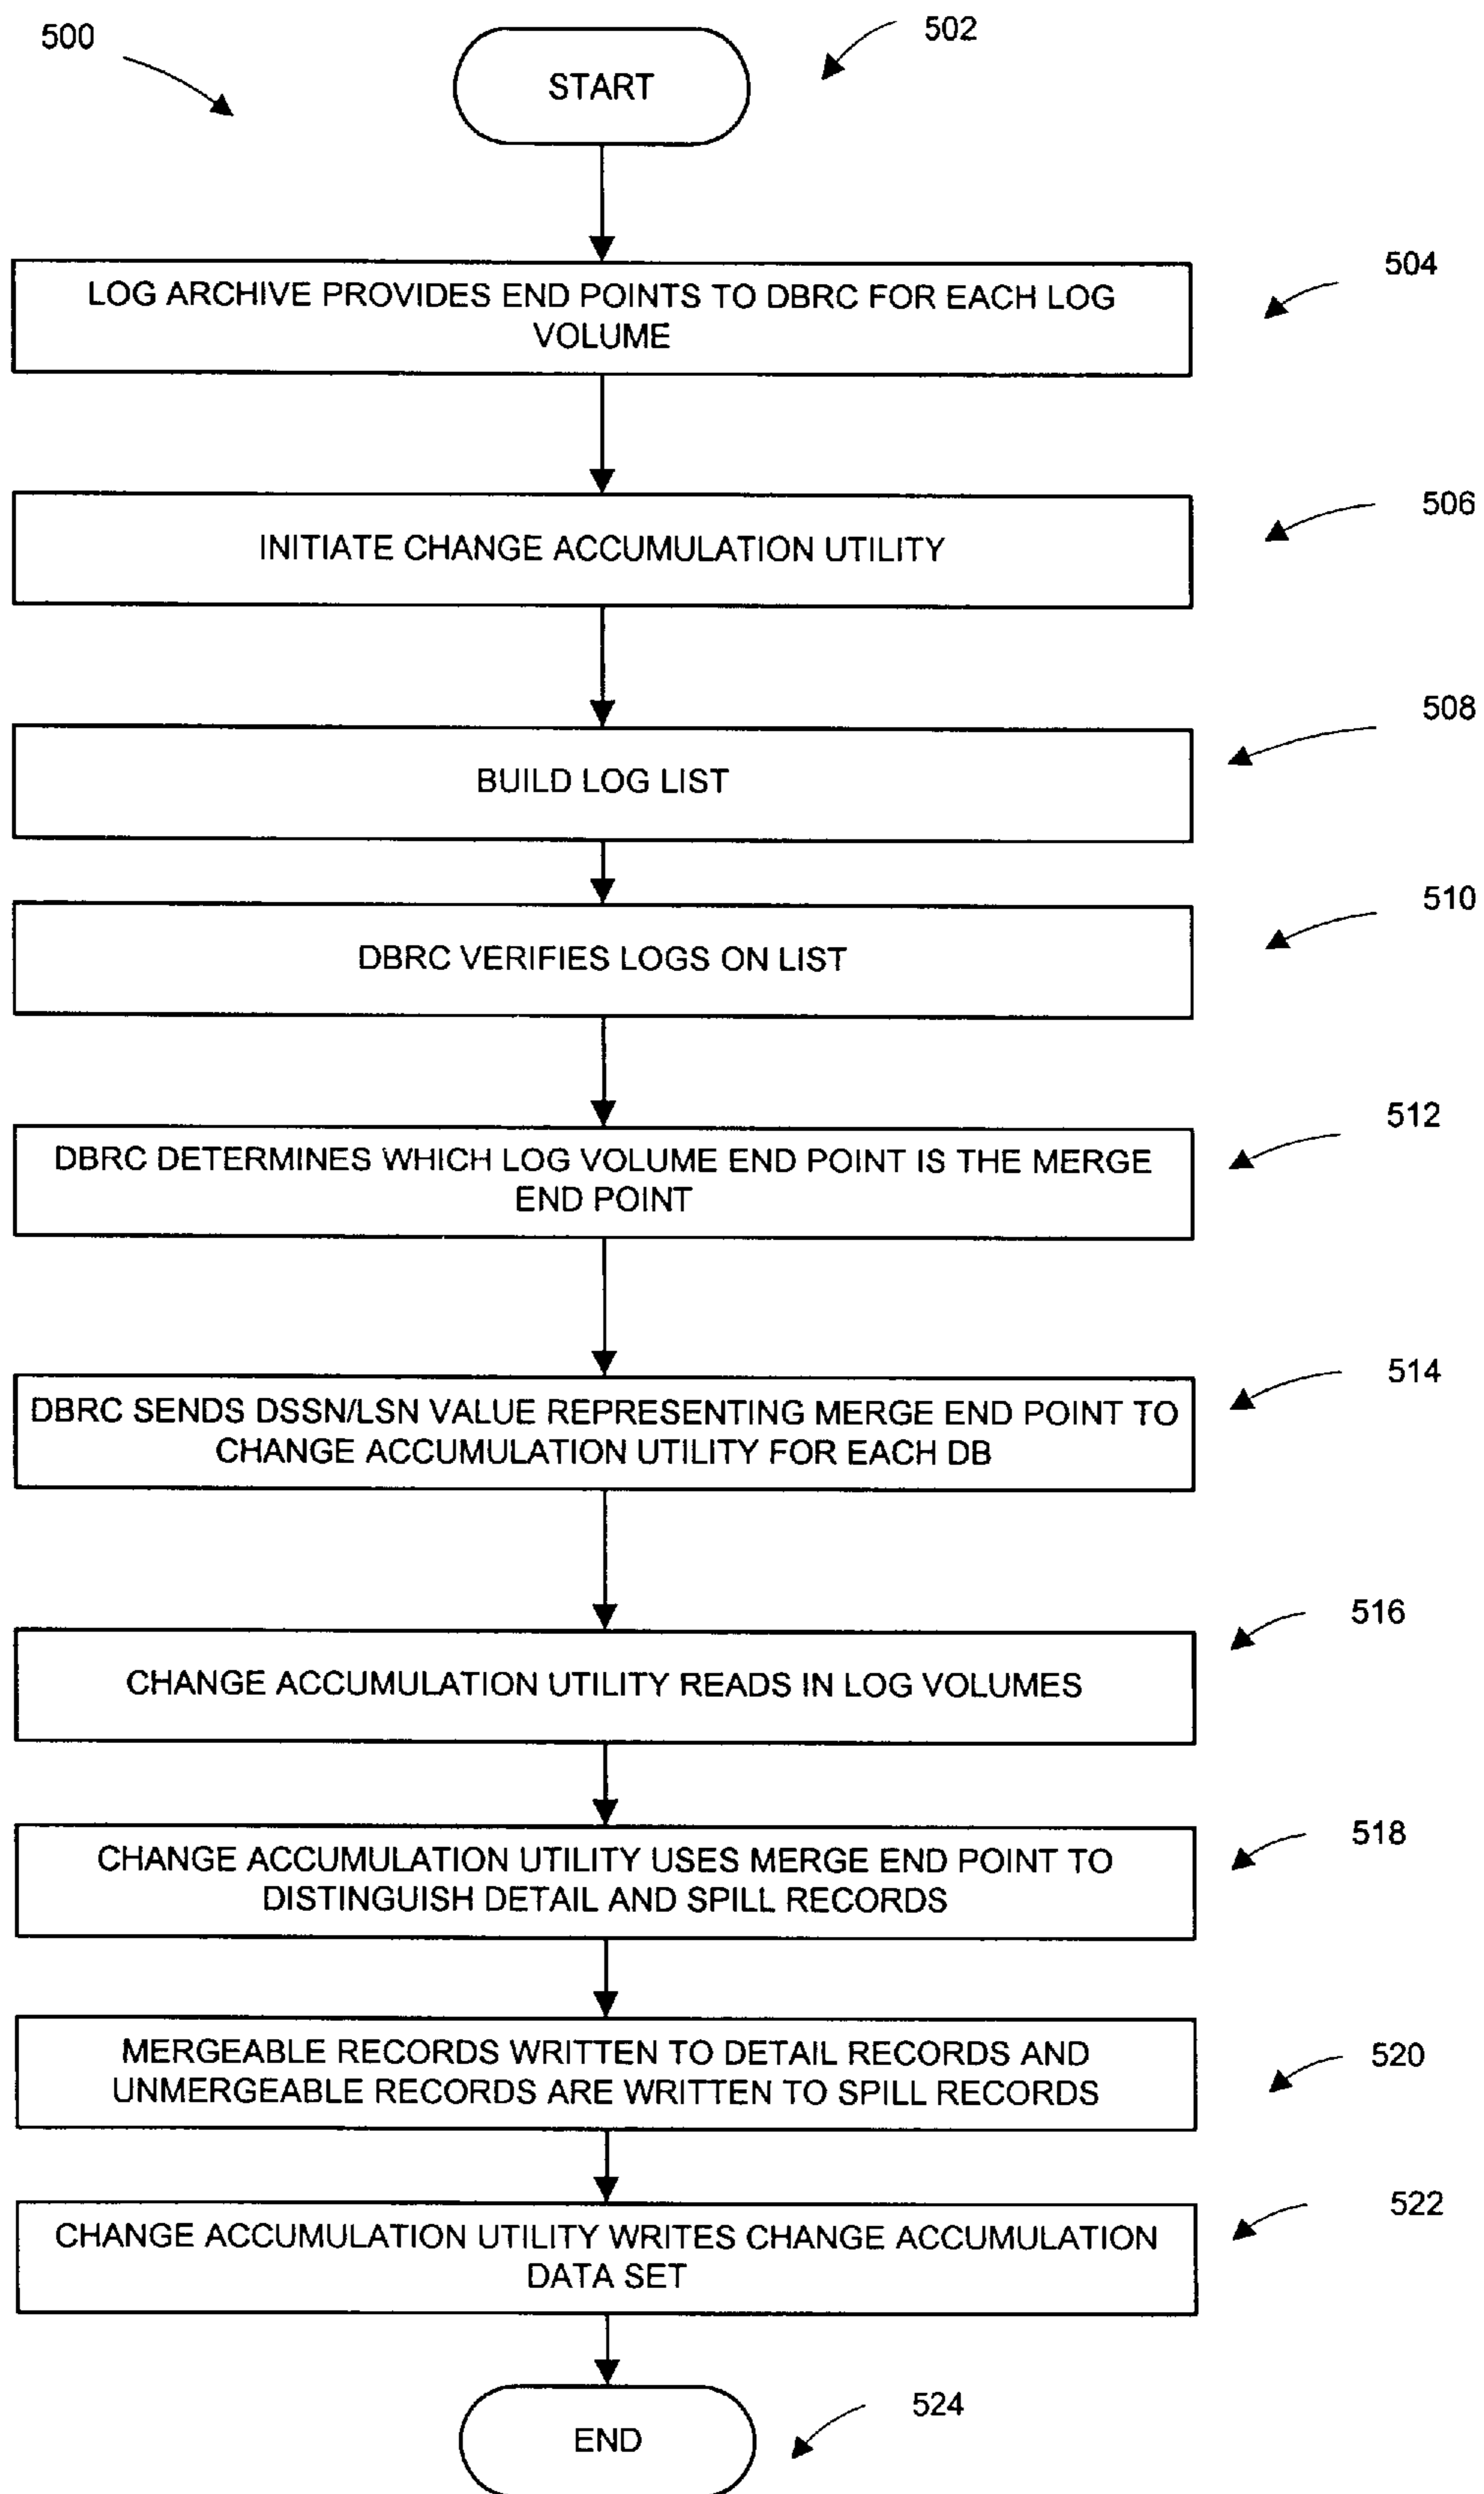 500
502
START
504
LOG ARCHIVE PROVIDES END POINTS TO DBRC FOR EACH LOG
VOLUME
506
INITIATE CHANGE ACCUMULATION UTILITY
508
BUILD LOG LIST
510
DBRC VERIFIES LOGS ON LIST
512
DBRC DETERMINES WHICH LOG VOLUME END POINT IS THE MERGE
END POINT
514
DBRC SENDS DSSN/LSN VALUE REPRESENTING MERGE END POINT TO
CHANGE ACCUMULATION UTILITY FOR EACH DB
516
CHANGE ACCUMULATION UTILITY READS IN LOG VOLUMES
518
CHANGE ACCUMULATION UTILITY USES MERGE END POINT TO
DISTINGUISH DETAIL AND SPILL RECORDS
520
MERGEABLE RECORDS WRITTEN TO DETAIL RECORDS AND
UNMERGEABLE RECORDS ARE WRITTEN TO SPILL RECORDS
522
CHANGE ACCUMULATION UTILITY WRITES CHANGE ACCUMULATION
DATA SET
524
END